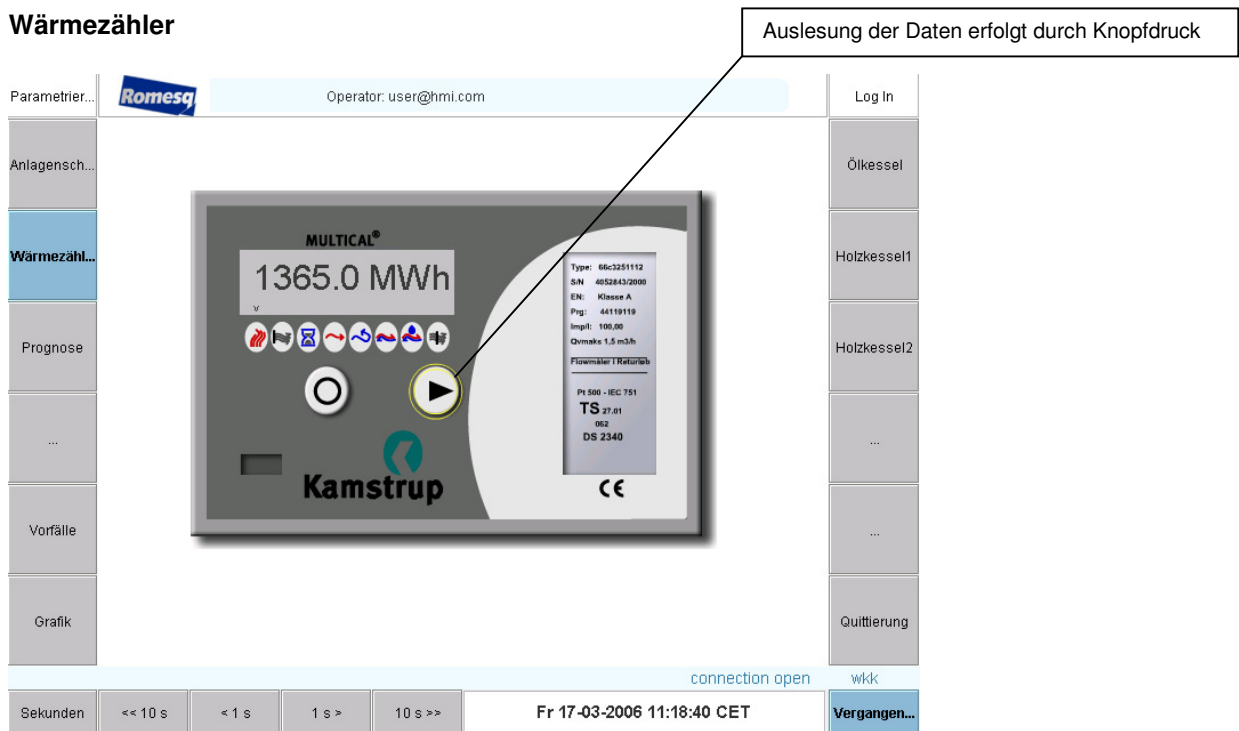 Wärmezähler
Auslesung der Daten erfolgt durch Knopfdruck
Parametrier...
Romesq
Operator: user@hmi.com
Log In
Anlagensch...
Ölkessel
Wärmezähl...
Holzkessel1
Prognose
Holzkessel2
...
...
Vorfälle
...
Grafik
Quittierung
MULTICAL®
1365.0 MWh
v
Kamstrup
Type: 66c3251112
S/N 4052843/2000
EN: Klasse A
Prg: 44119119
Imp/l: 100,00
Qvmaks 1,5 m3/h
Flowmåler i Returløb
Pt 500 - IEC 751
TS 27.01
062
DS 2340
CE
connection open
wkk
Sekunden
<< 10 s
< 1 s
1 s >
10 s >>
Fr 17-03-2006 11:18:40 CET
Vergangen...